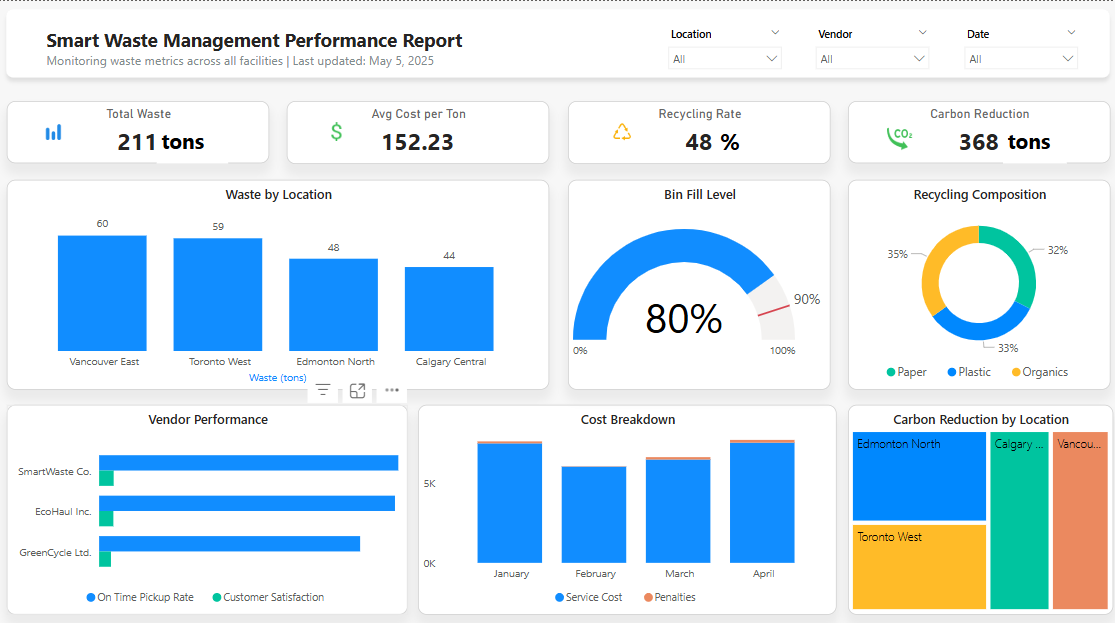 Smart Waste Management Performance Report
Monitoring waste metrics across all facilities | Last updated: May 5, 2025
Location
All
Vendor
All
Date
All
Total Waste
211 tons
Avg Cost per Ton
$
152.23
Recycling Rate
48 %
Carbon Reduction
CO₂
368 tons
Waste by Location
60
59
48
44
Vancouver East
Toronto West
Edmonton North
Calgary Central
Waste (tons)
Bin Fill Level
80%
90%
0%
100%
Recycling Composition
35%
32%
33%
Paper
Plastic
Organics
Vendor Performance
SmartWaste Co.
EcoHaul Inc.
GreenCycle Ltd.
On Time Pickup Rate
Customer Satisfaction
Cost Breakdown
5K
0K
January
February
March
April
Service Cost
Penalties
Carbon Reduction by Location
Edmonton North
Calgary ...
Vancou...
Toronto West